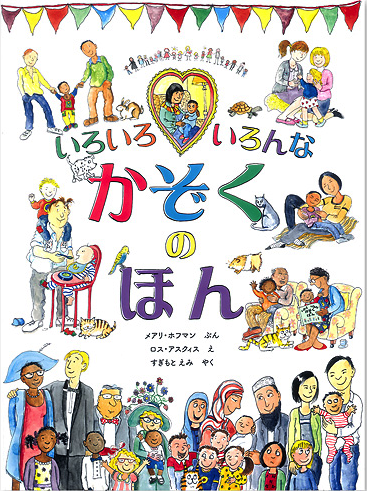 いろいろ いろんな
かぞく
の
ほん
メアリ・ホフマン ぶん
ロス・アスクィス え
すぎもと えみ やく